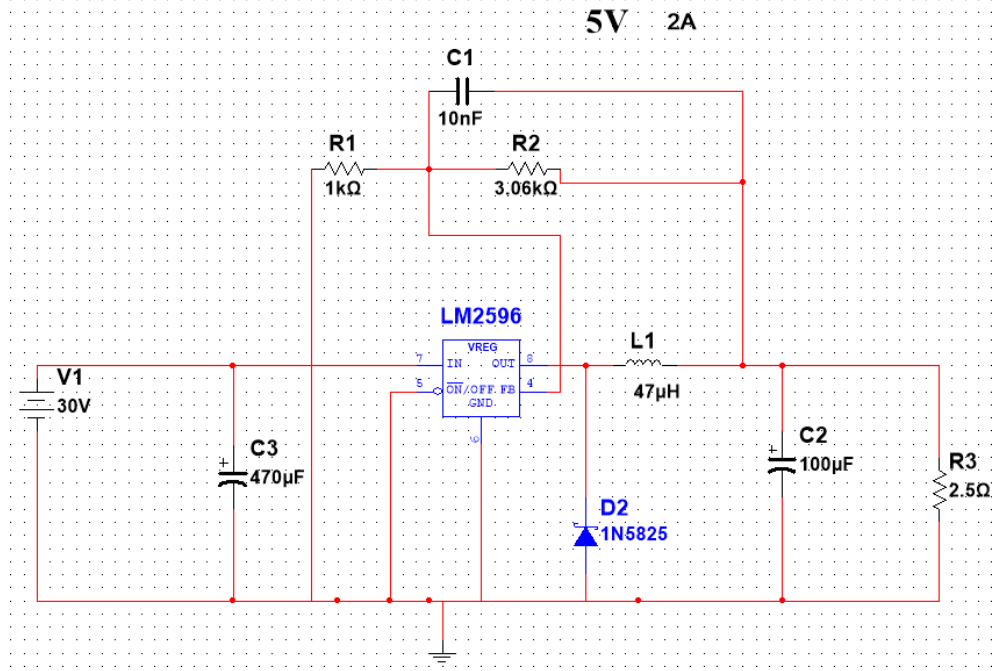 5V 2A
C1
10nF
R1
1kΩ
R2
3.06kΩ
LM2596
VREG
7 IN OUT 8
5 ON/OFF FB 4
GND
6
L1
47µH
V1
30V
C3
470µF
C2
100µF
R3
2.5Ω
D2
1N5825